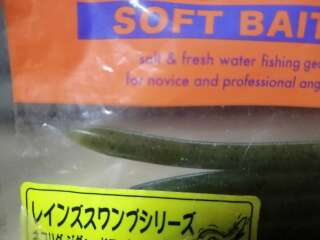 SOFT BAIT
salt & fresh water fishing gea
for novice and professional ang
レインズスワンプシリーズ